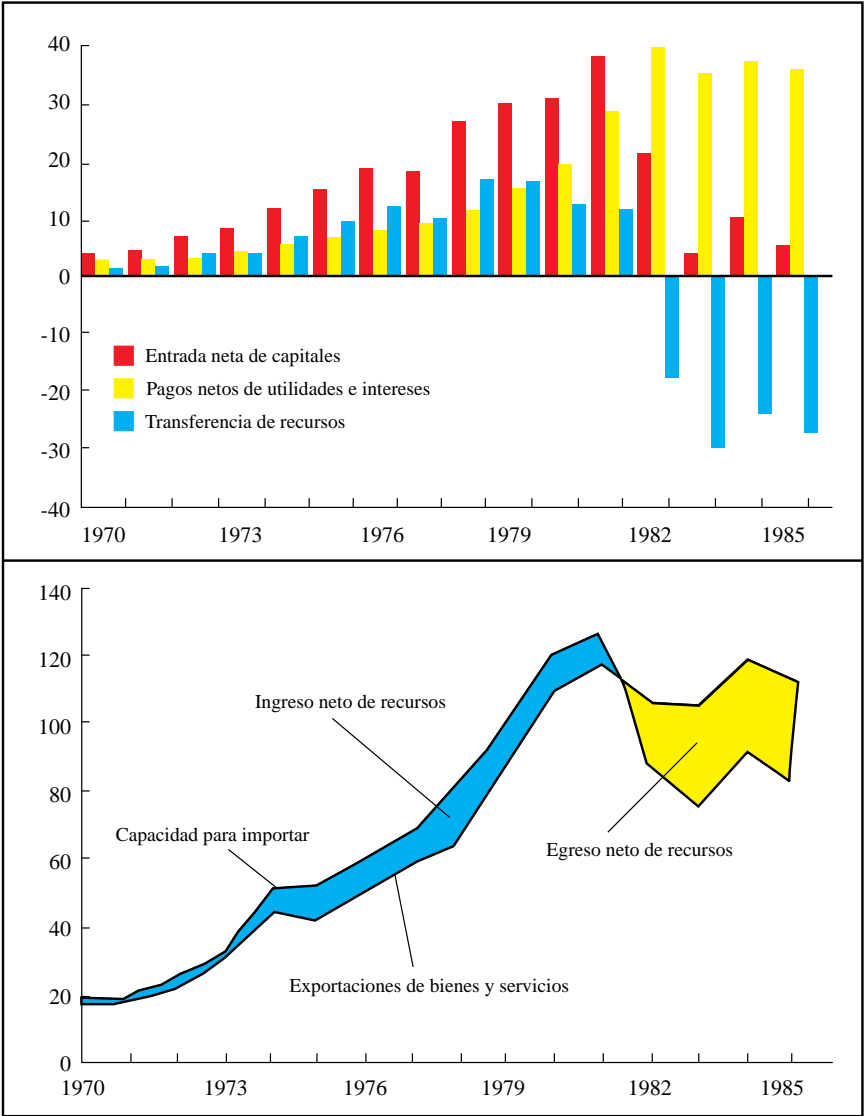 40
30
20
10
0
-10
-20
-30
-40
Entrada neta de capitales
Pagos netos de utilidades e intereses
Transferencia de recursos
1970 1973 1976 1979 1982 1985
140
120
100
80
60
40
20
0
Ingreso neto de recursos
Capacidad para importar
Egreso neto de recursos
Exportaciones de bienes y servicios
1970 1973 1976 1979 1982 1985